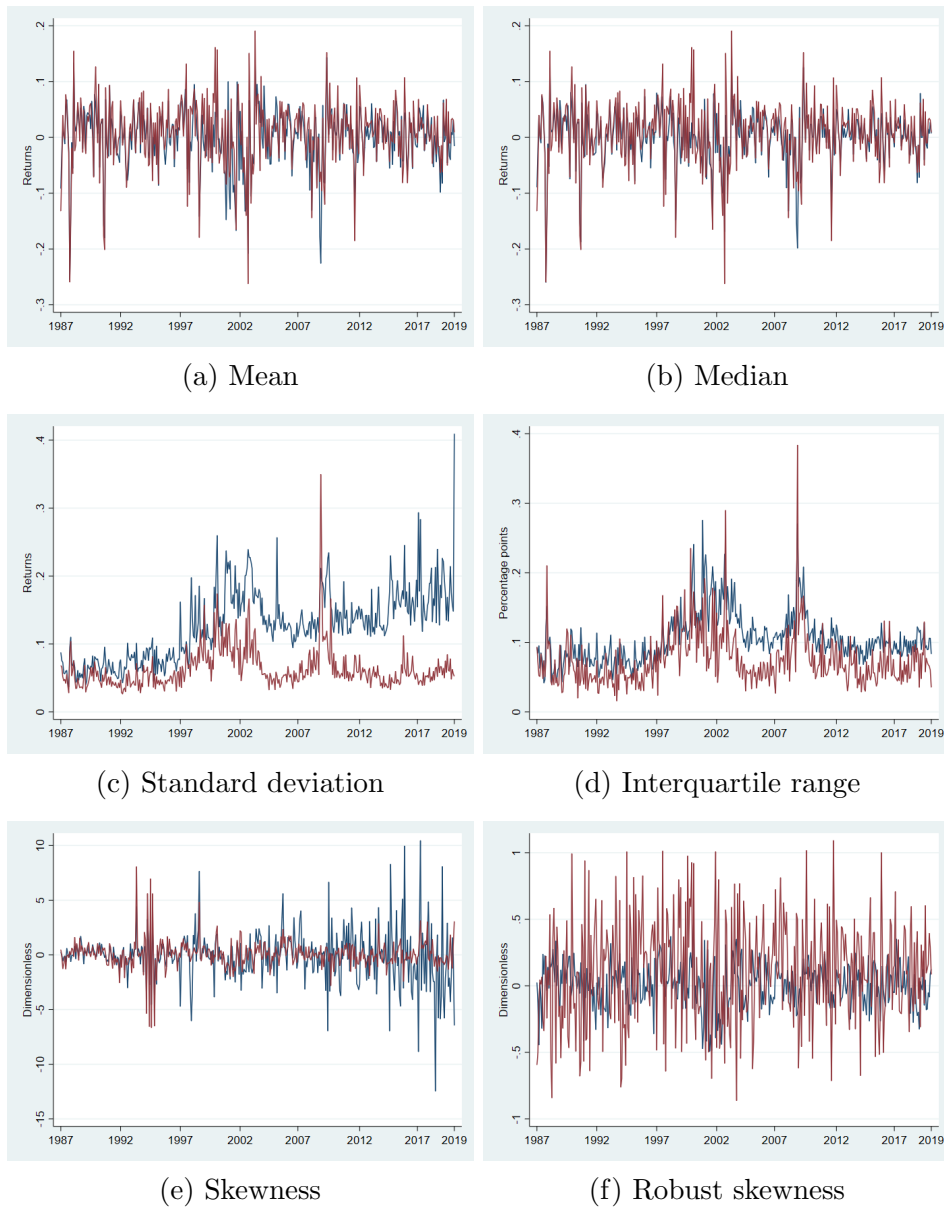 Returns
.2
.1
0
-.1
-.2
-.3
1987 1992 1997 2002 2007 2012 2017 2019
(a) Mean
Returns
.2
.1
0
-.1
-.2
-.3
1987 1992 1997 2002 2007 2012 2017 2019
(b) Median
Returns
.4
.3
.2
.1
0
1987 1992 1997 2002 2007 2012 2017 2019
(c) Standard deviation
Percentage points
.4
.3
.2
.1
0
1987 1992 1997 2002 2007 2012 2017 2019
(d) Interquartile range
Dimensionless
10
5
0
-5
-10
-15
1987 1992 1997 2002 2007 2012 2017 2019
(e) Skewness
Dimensionless
1
.5
0
-.5
-1
1987 1992 1997 2002 2007 2012 2017 2019
(f) Robust skewness